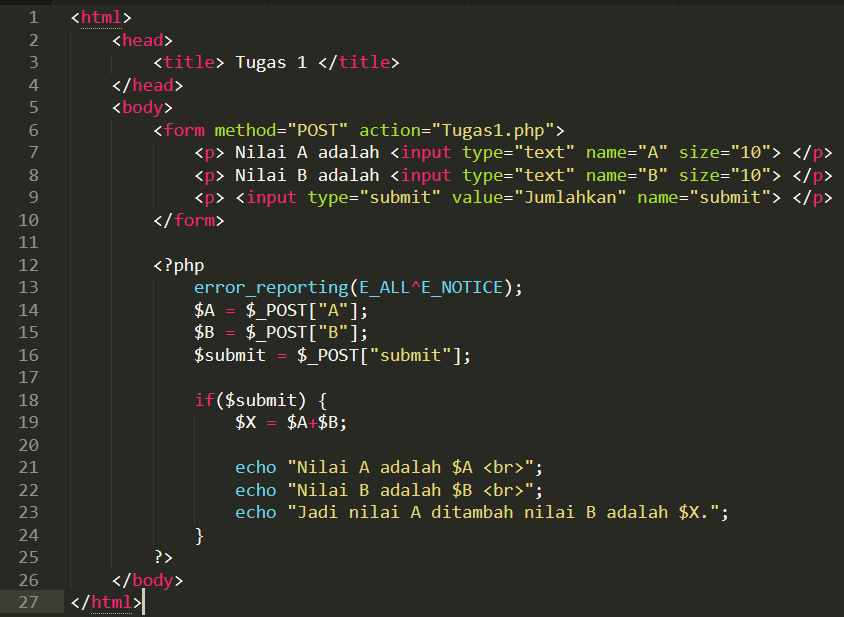 1 <html>
2 <head>
3 <title> Tugas 1 </title>
4 </head>
5 <body>
6 <form method="POST" action="Tugas1.php">
7 <p> Nilai A adalah <input type="text" name="A" size="10"> </p>
8 <p> Nilai B adalah <input type="text" name="B" size="10"> </p>
9 <p> <input type="submit" value="Jumlahkan" name="submit"> </p>
10 </form>
11
12 <?php
13 error_reporting(E_ALL^E_NOTICE);
14 $A = $_POST["A"];
15 $B = $_POST["B"];
16 $submit = $_POST["submit"];
17
18 if($submit) {
19 $X = $A+$B;
20
21 echo "Nilai A adalah $A <br>";
22 echo "Nilai B adalah $B <br>";
23 echo "Jadi nilai A ditambah nilai B adalah $X.";
24 }
25 ?>
26 </body>
27 </html>